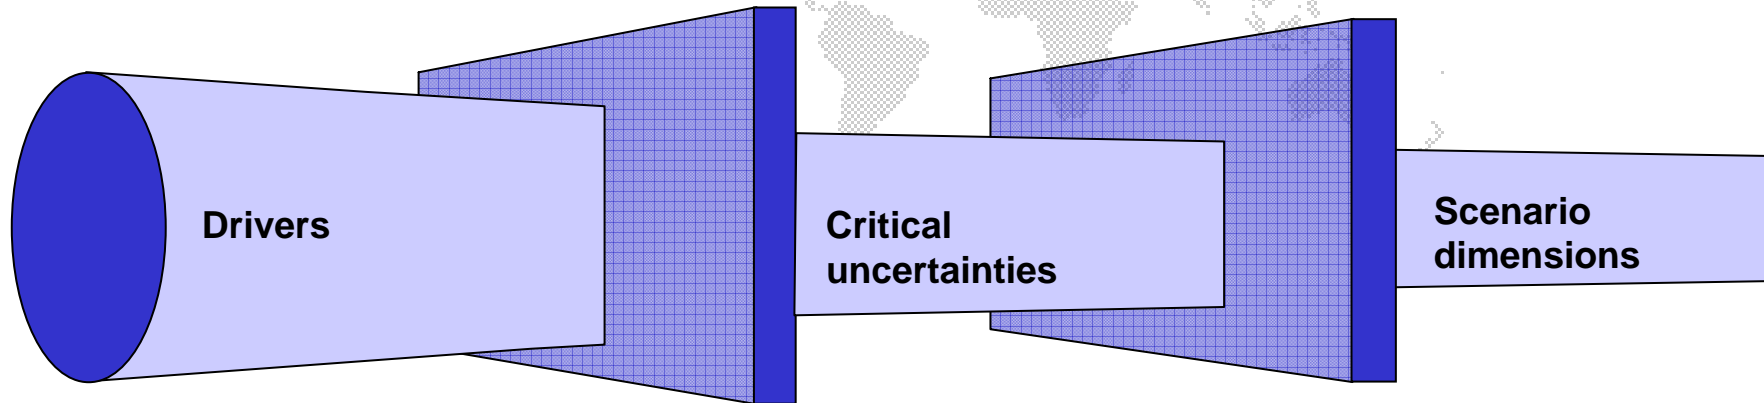 Drivers
Critical
uncertainties
Scenario
dimensions